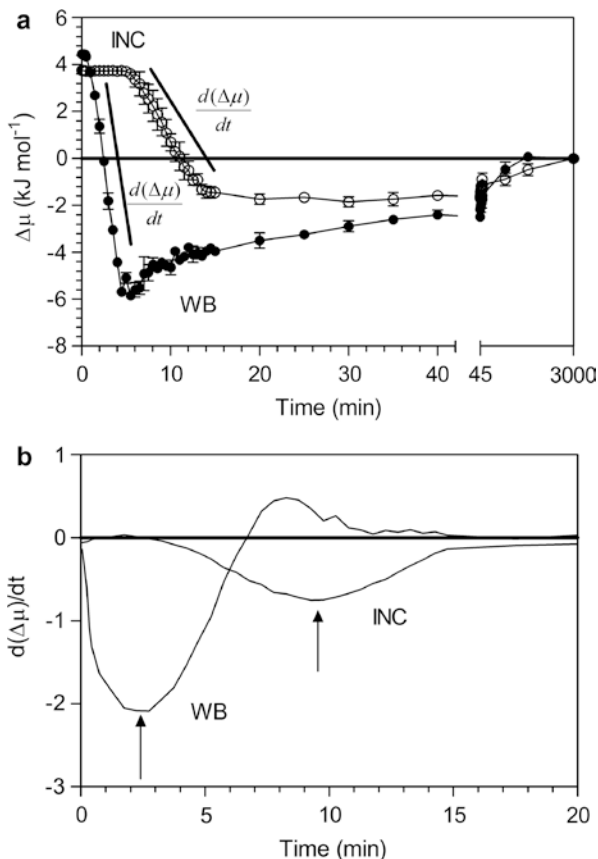 a
6
4
2
0
-2
-4
-6
-8
Δμ (kJ mol⁻¹)
INC
d(Δμ)
dt
d(Δμ)
dt
WB
0 10 20 30 40 45 3000
Time (min)
b
1
0
-1
-2
-3
d(Δμ)/dt
INC
WB
0 5 10 15 20
Time (min)